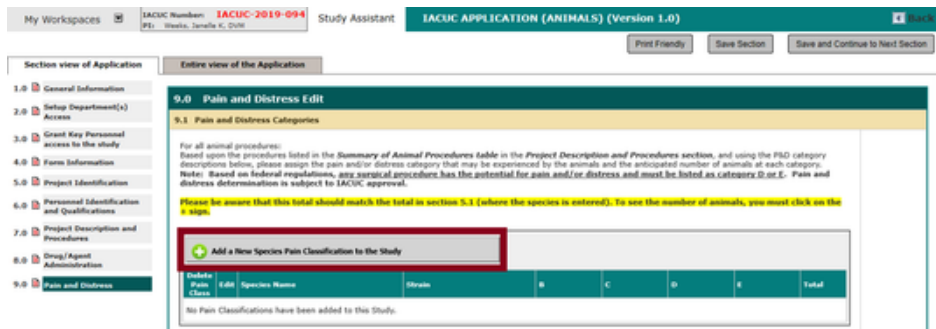 My Workspaces
IACUC Number: IACUC-2019-094
PI: Weeks, Janelle K, DVM
Study Assistant
IACUC APPLICATION (ANIMALS) (Version 1.0)
Back
Print Friendly
Save Section
Save and Continue to Next Section
Section view of Application
Entire view of the Application
1.0 General Information
2.0 Setup Department(s)
Access
3.0 Grant Key Personnel
access to the study
4.0 Form Information
5.0 Project Identification
6.0 Personnel Identification
and Qualifications
7.0 Project Description and
Procedures
8.0 Drug/Agent
Administration
9.0 Pain and Distress
9.0 Pain and Distress Edit
9.1 Pain and Distress Categories
For all animal procedures:
Based upon the procedures listed in the Summary of Animal Procedures table in the Project Description and Procedures section, and using the P&D category
descriptions below, please assign the pain and/or distress category that may be experienced by the animals and the anticipated number of animals at each category.
Note: Based on federal regulations, any surgical procedure has the potential for pain and/or distress and must be listed as category D or E. Pain and
distress determination is subject to IACUC approval.
Please be aware that this total should match the total in section 5.1 (where the species is entered). To see the number of animals, you must click on the
+ sign.
Add a New Species Pain Classification to the Study
Delete
Pain
Class
Edit
Species Name
Strain
B
C
D
E
Total
No Pain Classifications have been added to this Study.